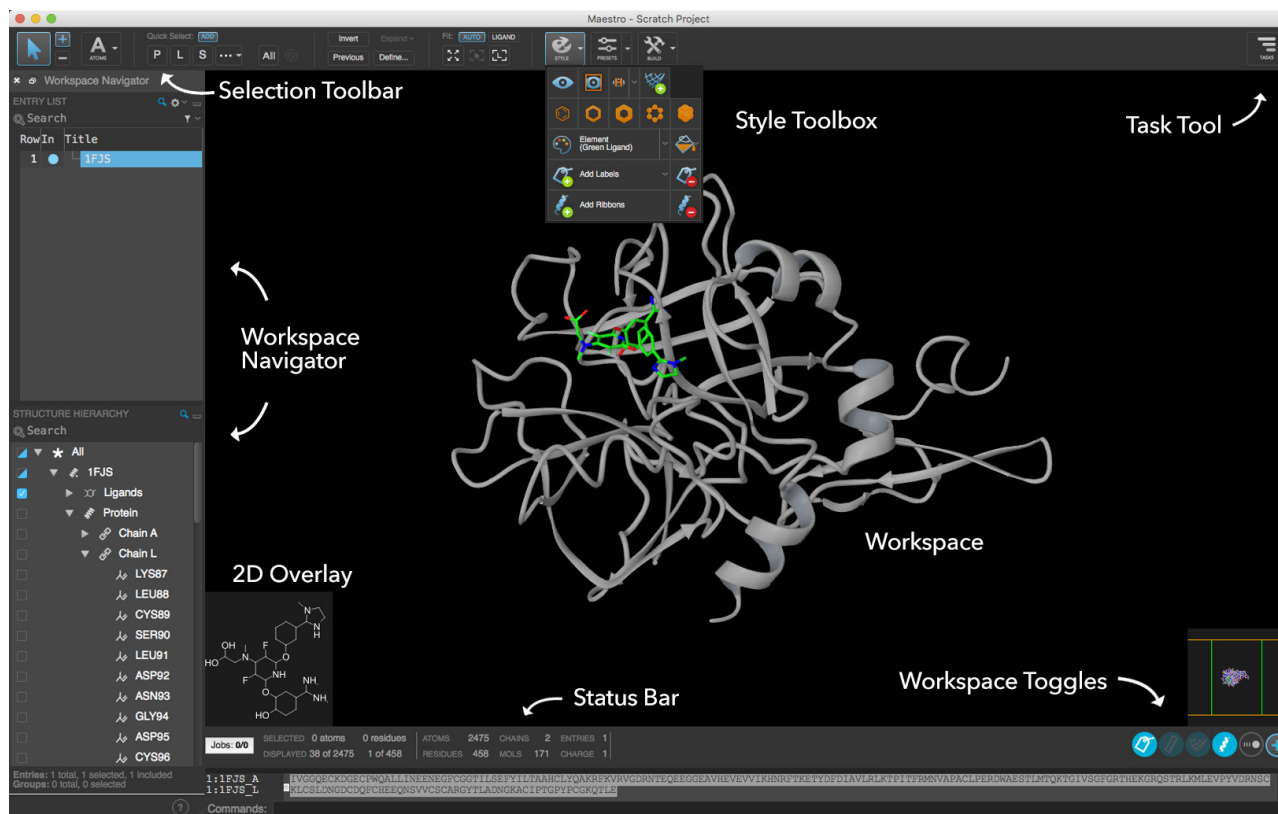 Maestro - Scratch Project
Quick Select: ADD
Invert Expand
Fit: AUTO LIGAND
A
ATOMS
P L S ... All
Previous Define...
L
STYLE PRESETS BUILD
TASKS
Workspace Navigator
Selection Toolbar
ENTRY LIST
Search
Row In Title
1 1FJS
Style Toolbox
Task Tool
Element
(Green Ligand)
Add Labels
Add Ribbons
Workspace
Navigator
STRUCTURE HIERARCHY
Search
All
1FJS
Ligands
Protein
Chain A
Chain L
LYS87
LEU88
CYS89
SER90
LEU91
ASP92
ASN93
GLY94
ASP95
CYS96
Workspace
2D Overlay
N
N
H
OH
HO N F O
F NH
O NH
NH
HO
Status Bar
Workspace Toggles
Jobs: 0/0
SELECTED 0 atoms 0 residues ATOMS 2475 CHAINS 2 ENTRIES 1
DISPLAYED 38 of 2475 1 of 458 RESIDUES 458 MOLS 171 CHARGE 1
Entries: 1 total, 1 selected, 1 included
Groups: 0 total, 0 selected
?
1:1FJS_A IVGGQECKDGECPWQALLINEENEGFCGGTILSEFYILTAAHCLYQAKRFKVRVGDRNTEQEEGGEAVHEVEVVIKHNRFTKETYDFDIAVLRLKTPITFRMNVAPACLPERDWAESTLMTQKTGIVSGFGRTHEKGRQSTRLKMLEVPYVDRNSC
1:1FJS_L KLCSLDNGDCDQFCHEEQNSVVCSCARGYTLADNGKACIPTGPYPCGKQTLE
Commands: